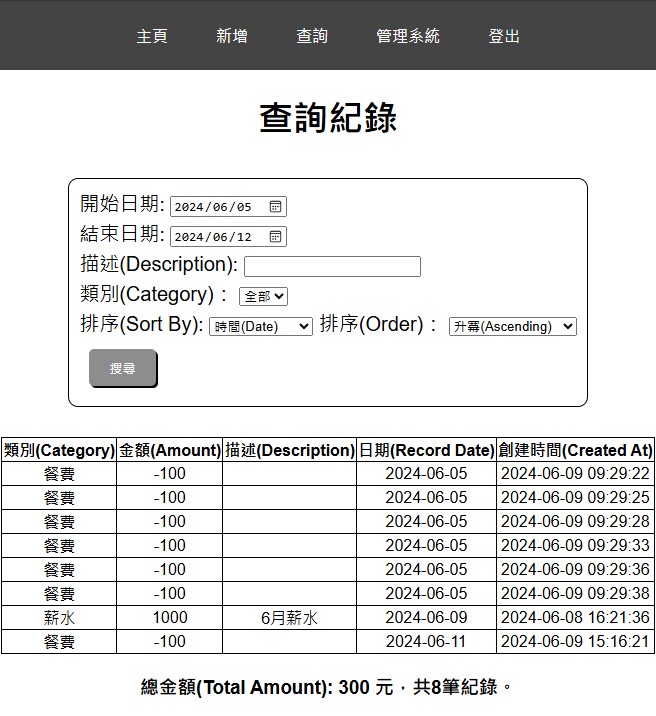 主頁 新增 查詢 管理系統 登出
查詢紀錄
開始日期: 2024/06/05
結束日期: 2024/06/12
描述(Description):
類別(Category)： 全部
排序(Sort By): 時間(Date) 排序(Order)： 升冪(Ascending)
搜尋
類別(Category) 金額(Amount) 描述(Description) 日期(Record Date) 創建時間(Created At)
餐費 -100 2024-06-05 2024-06-09 09:29:22
餐費 -100 2024-06-05 2024-06-09 09:29:25
餐費 -100 2024-06-05 2024-06-09 09:29:28
餐費 -100 2024-06-05 2024-06-09 09:29:33
餐費 -100 2024-06-05 2024-06-09 09:29:36
餐費 -100 2024-06-05 2024-06-09 09:29:38
薪水 1000 6月薪水 2024-06-09 2024-06-08 16:21:36
餐費 -100 2024-06-11 2024-06-09 15:16:21
總金額(Total Amount): 300 元，共8筆紀錄。